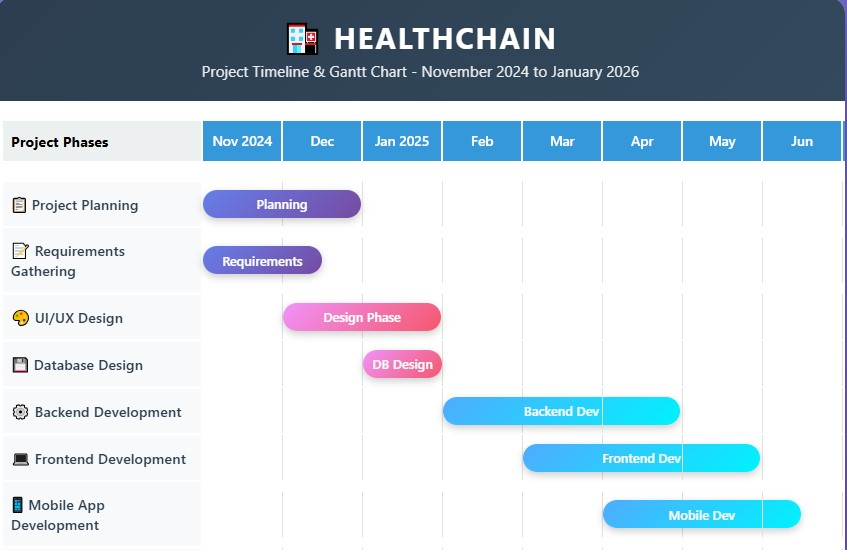 HEALTHCHAIN
Project Timeline & Gantt Chart - November 2024 to January 2026
Project Phases
Nov 2024
Dec
Jan 2025
Feb
Mar
Apr
May
Jun
Project Planning
Planning
Requirements
Gathering
Requirements
UI/UX Design
Design Phase
Database Design
DB Design
Backend Development
Backend Dev
Frontend Development
Frontend Dev
Mobile App
Development
Mobile Dev